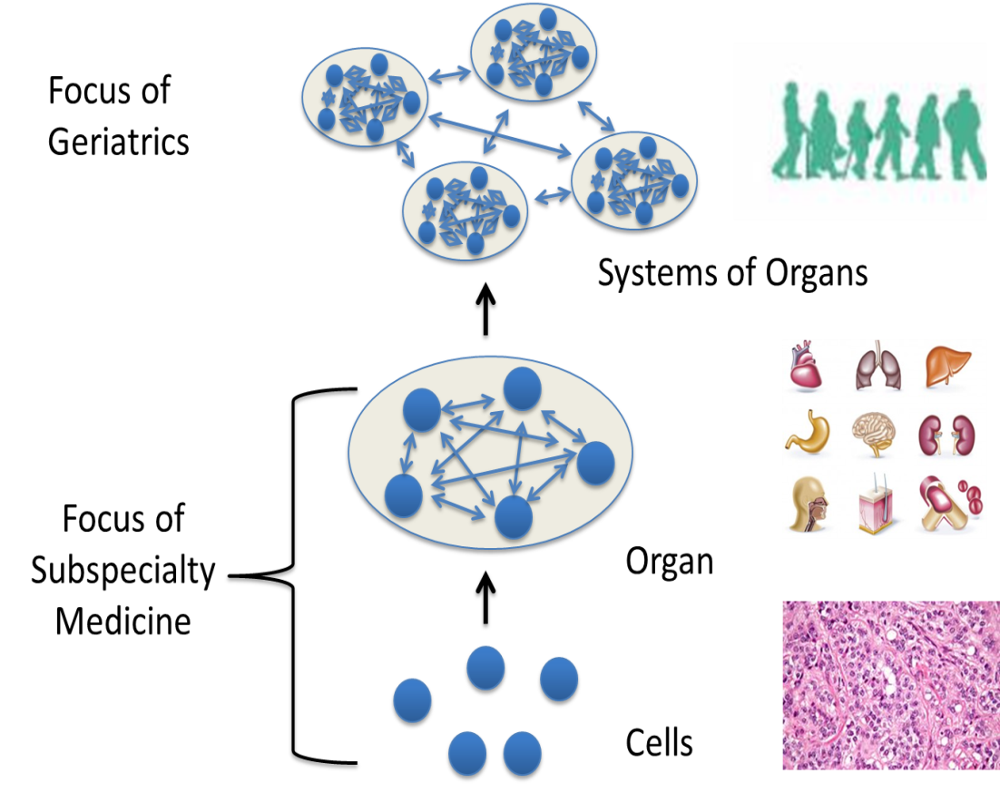 Focus of
Geriatrics
Systems of Organs
Focus of
Subspecialty
Medicine
Organ
Cells